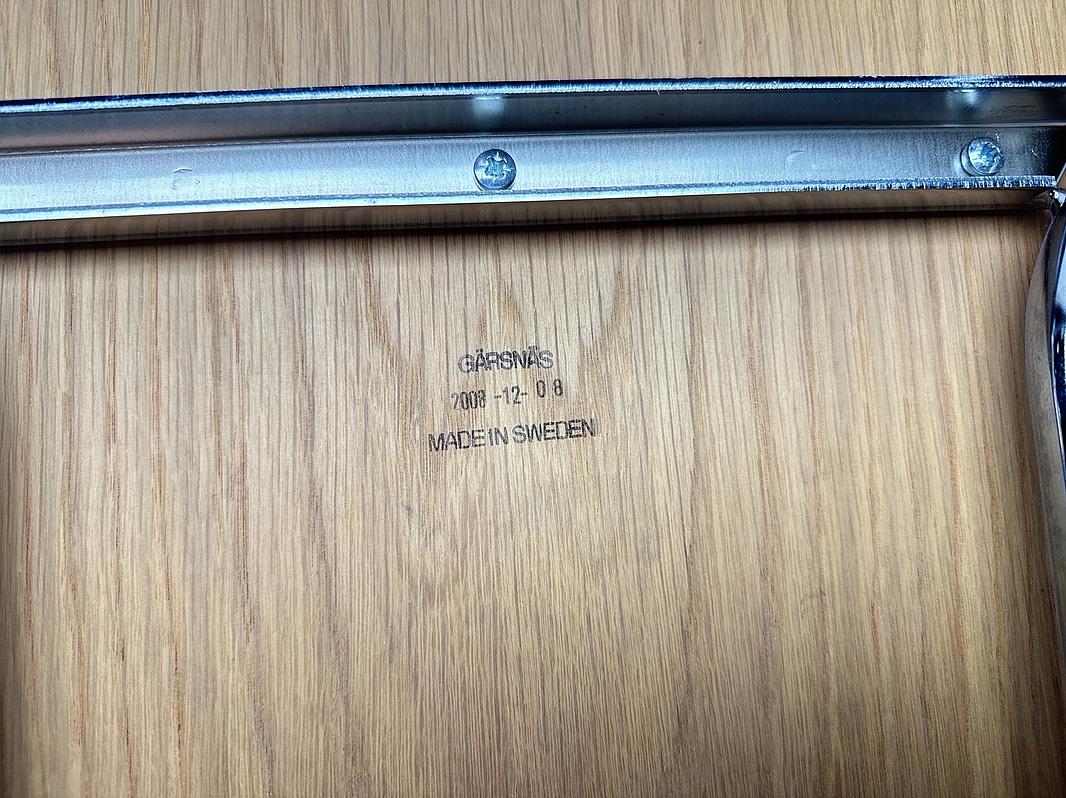 GÄRSNÄS
2008 -12- 0 8
MADE IN SWEDEN